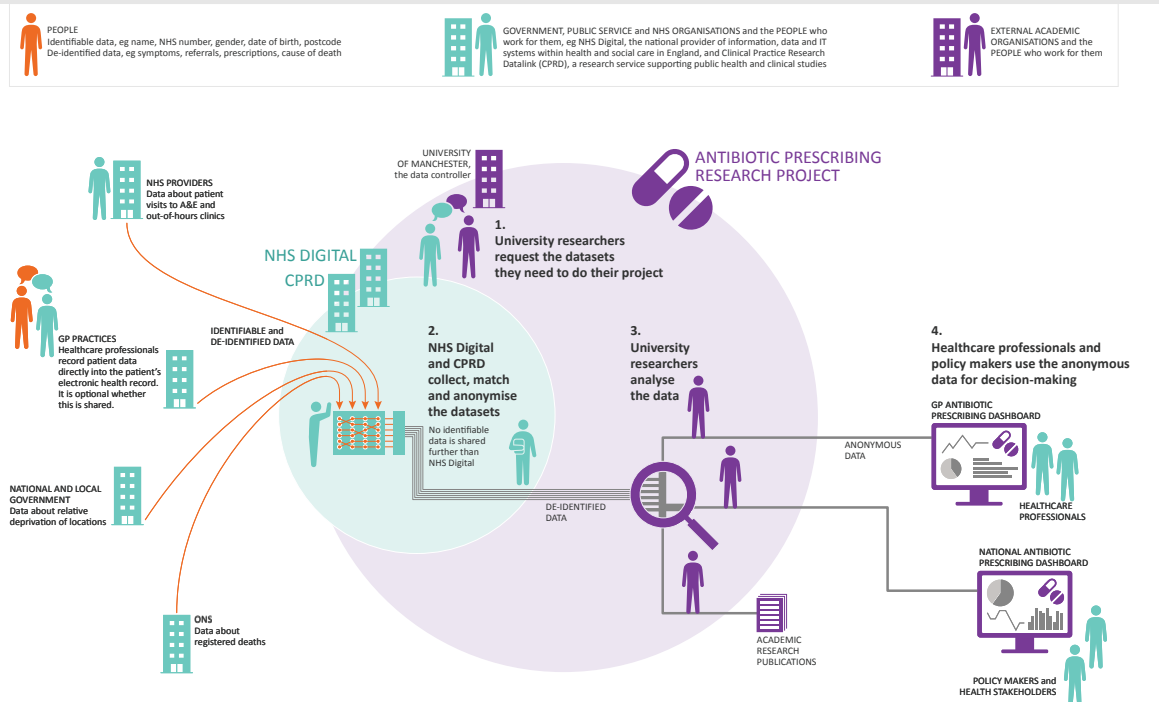 PEOPLE
Identifiable data, eg name, NHS number, gender, date of birth, postcode
De-identified data, eg symptoms, referrals, prescriptions, cause of death
GOVERNMENT, PUBLIC SERVICE and NHS ORGANISATIONS and the PEOPLE who
work for them, eg NHS Digital, the national provider of information, data and IT
systems within health and social care in England, and Clinical Practice Research
Datalink (CPRD), a research service supporting public health and clinical studies
EXTERNAL ACADEMIC
ORGANISATIONS and the
PEOPLE who work for them
UNIVERSITY
OF MANCHESTER,
the data controller
ANTIBIOTIC PRESCRIBING
RESEARCH PROJECT
NHS PROVIDERS
Data about patient
visits to A&E and
out-of-hours clinics
1.
University researchers
request the datasets
they need to do their project
NHS DIGITAL
CPRD
IDENTIFIABLE and
DE-IDENTIFIED DATA
GP PRACTICES
Healthcare professionals
record patient data
directly into the patient's
electronic health record.
It is optional whether
this is shared.
2.
NHS Digital
and CPRD
collect, match
and anonymise
the datasets
No identifiable
data is shared
further than
NHS Digital
3.
University
researchers
analyse
the data
4.
Healthcare professionals and
policy makers use the anonymous
data for decision-making
GP ANTIBIOTIC
PRESCRIBING DASHBOARD
ANONYMOUS
DATA
HEALTHCARE
PROFESSIONALS
NATIONAL AND LOCAL
GOVERNMENT
Data about relative
deprivation of locations
DE-IDENTIFIED
DATA
NATIONAL ANTIBIOTIC
PRESCRIBING DASHBOARD
ONS
Data about
registered deaths
ACADEMIC
RESEARCH
PUBLICATIONS
POLICY MAKERS and
HEALTH STAKEHOLDERS